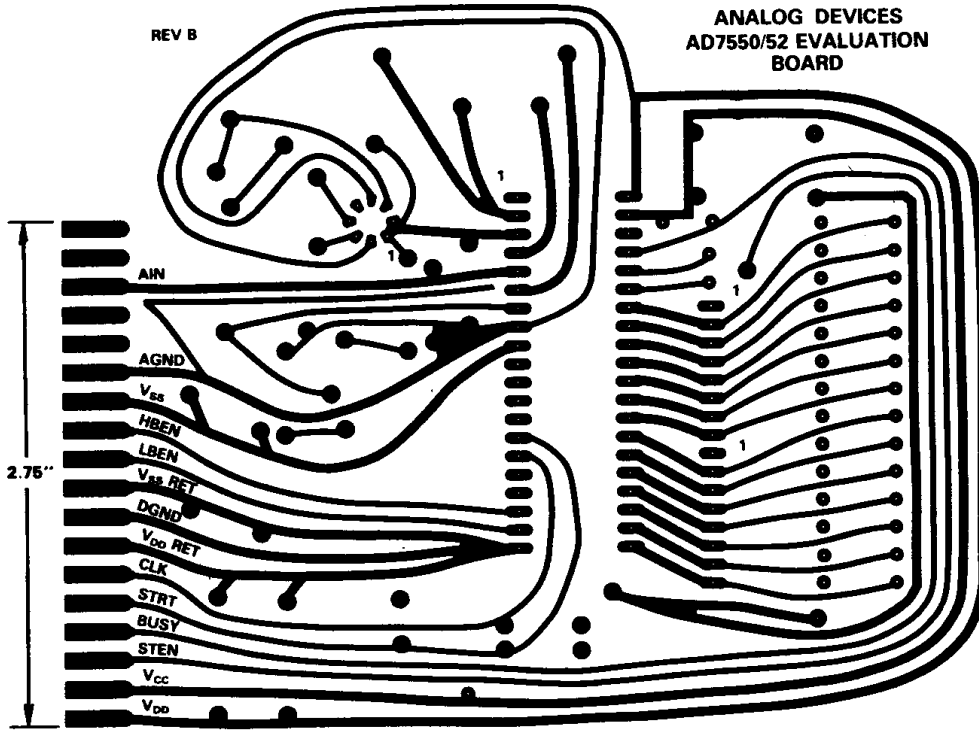 REV B
ANALOG DEVICES
AD7550/52 EVALUATION
BOARD
1
1
AIN
1
AGND
VSS
HBEN
1
LBEN
2.75"
VSS RET
DGND
VDD RET
CLK
STRT
BUSY
STEN
VCC
VDD